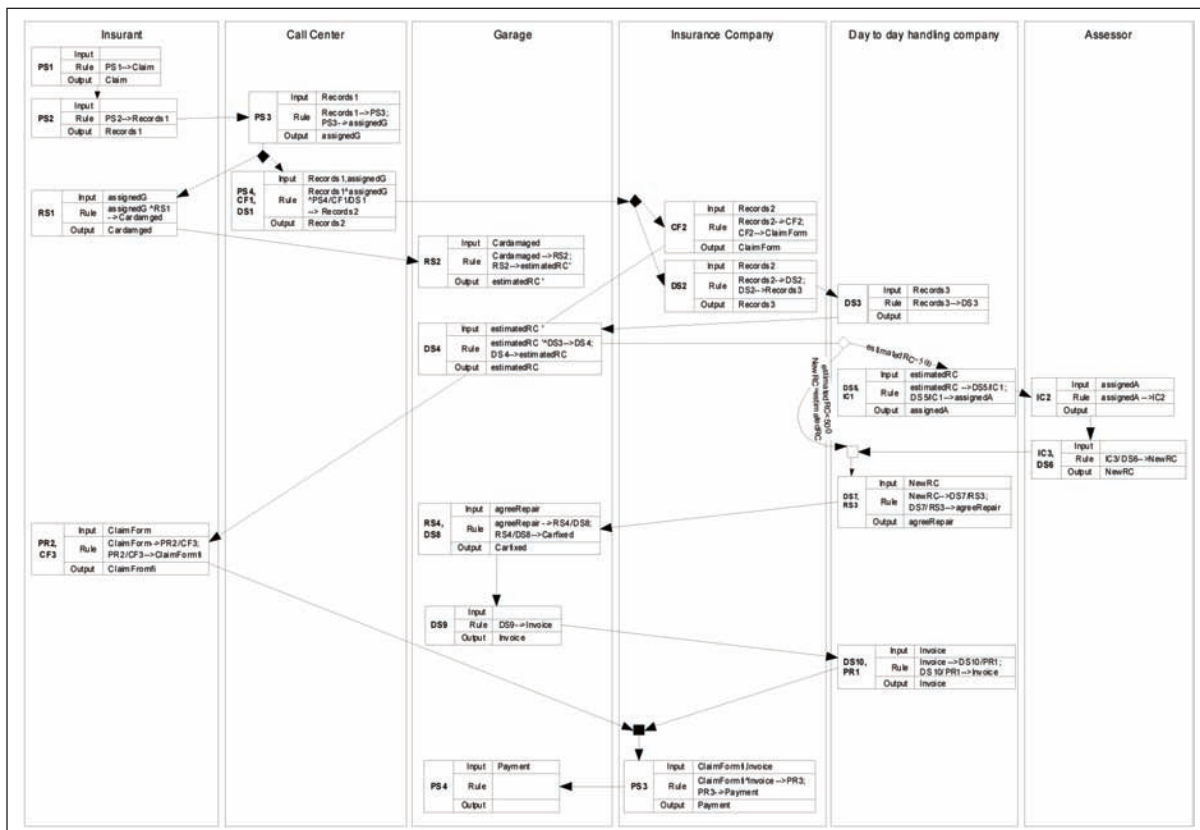 Insurant
Call Center
Garage
Insurance Company
Day to day handling company
Assessor
PS1
Input
Rule PS1-->Claim
Output Claim
PS2
Input
Rule PS2-->Records1
Output Records1
PS3
Input Records1
Rule Records1-->PS3;
PS3->assignedG
Output assignedG
RS1
Input assignedG
Rule assignedG ^RS1
-->Cardamged
Output Cardamged
PS4,
CF1,
DS1
Input Records1,assignedG
Rule Records1^assignedG
^PS4/CF1/DS1
--> Records2
Output Records2
RS2
Input Cardamaged
Rule Cardamaged -->RS2;
RS2-->estimatedRC'
Output estimatedRC '
CF2
Input Records2
Rule Records2-->CF2;
CF2-->ClaimForm
Output ClaimForm
DS2
Input Records2
Rule Records2-->DS2;
DS2-->Records3
Output Records3
DS3
Input Records3
Rule Records3-->DS3
Output
DS4
Input estimatedRC '
Rule estimatedRC '^DS3-->DS4;
DS4-->estimatedRC
Output estimatedRC
estimatedRC<500
NewRC=estimatedRC
DS5,
IC1
Input estimatedRC
Rule estimatedRC -->DS5/IC1;
DS5/IC1-->assignedA
Output assignedA
IC2
Input assignedA
Rule assignedA -->IC2
Output
IC3,
DS6
Input
Rule IC3/DS6-->NewRC
Output NewRC
DS7,
RS3
Input NewRC
Rule NewRC-->DS7/RS3;
DS7/RS3-->agreeRepair
Output agreeRepair
RS4,
DS8
Input agreeRepair
Rule agreeRepair -->RS4/DS8;
RS4/DS8-->Carfixed
Output Carfixed
PR2,
CF3
Input ClaimForm
Rule ClaimForm->PR2/CF3;
PR2/CF3-->ClaimFormfi
Output ClaimFromfi
DS9
Input
Rule DS9-->Invoice
Output Invoice
DS10,
PR1
Input Invoice
Rule Invoice -->DS10/PR1;
DS10/PR1-->Invoice
Output Invoice
PS4
Input Payment
Rule
Output
PS3
Input ClaimFormfi,Invoice
Rule ClaimFormfi^Invoice -->PR3;
PR3->Payment
Output Payment